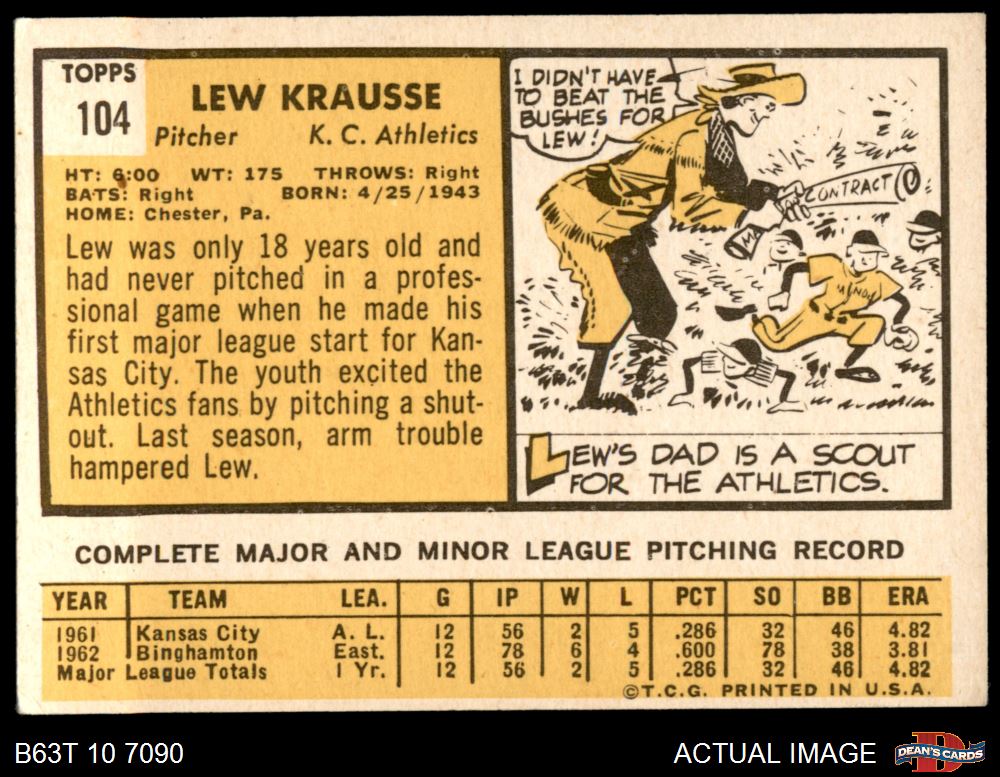 TOPPS
104
LEW KRAUSSE
Pitcher K. C. Athletics
HT: 6:00 WT: 175 THROWS: Right
BATS: Right BORN: 4/25/1943
HOME: Chester, Pa.
Lew was only 18 years old and
had never pitched in a profes-
sional game when he made his
first major league start for Kan-
sas City. The youth excited the
Athletics fans by pitching a shut-
out. Last season, arm trouble
hampered Lew.
I DIDN'T HAVE
TO BEAT THE
BUSHES FOR
LEW!
CONTRACT
LEW'S DAD IS A SCOUT
FOR THE ATHLETICS.
COMPLETE MAJOR AND MINOR LEAGUE PITCHING RECORD
YEAR TEAM LEA. G IP W L PCT SO BB ERA
1961 Kansas City A. L. 12 56 2 5 .286 32 46 4.82
1962 Binghamton East. 12 78 6 4 .600 78 38 3.81
Major League Totals 1 Yr. 12 56 2 5 .286 32 46 4.82
©T.C.G. PRINTED IN U.S.A.
B63T 10 7090
ACTUAL IMAGE
DEAN'S CARDS